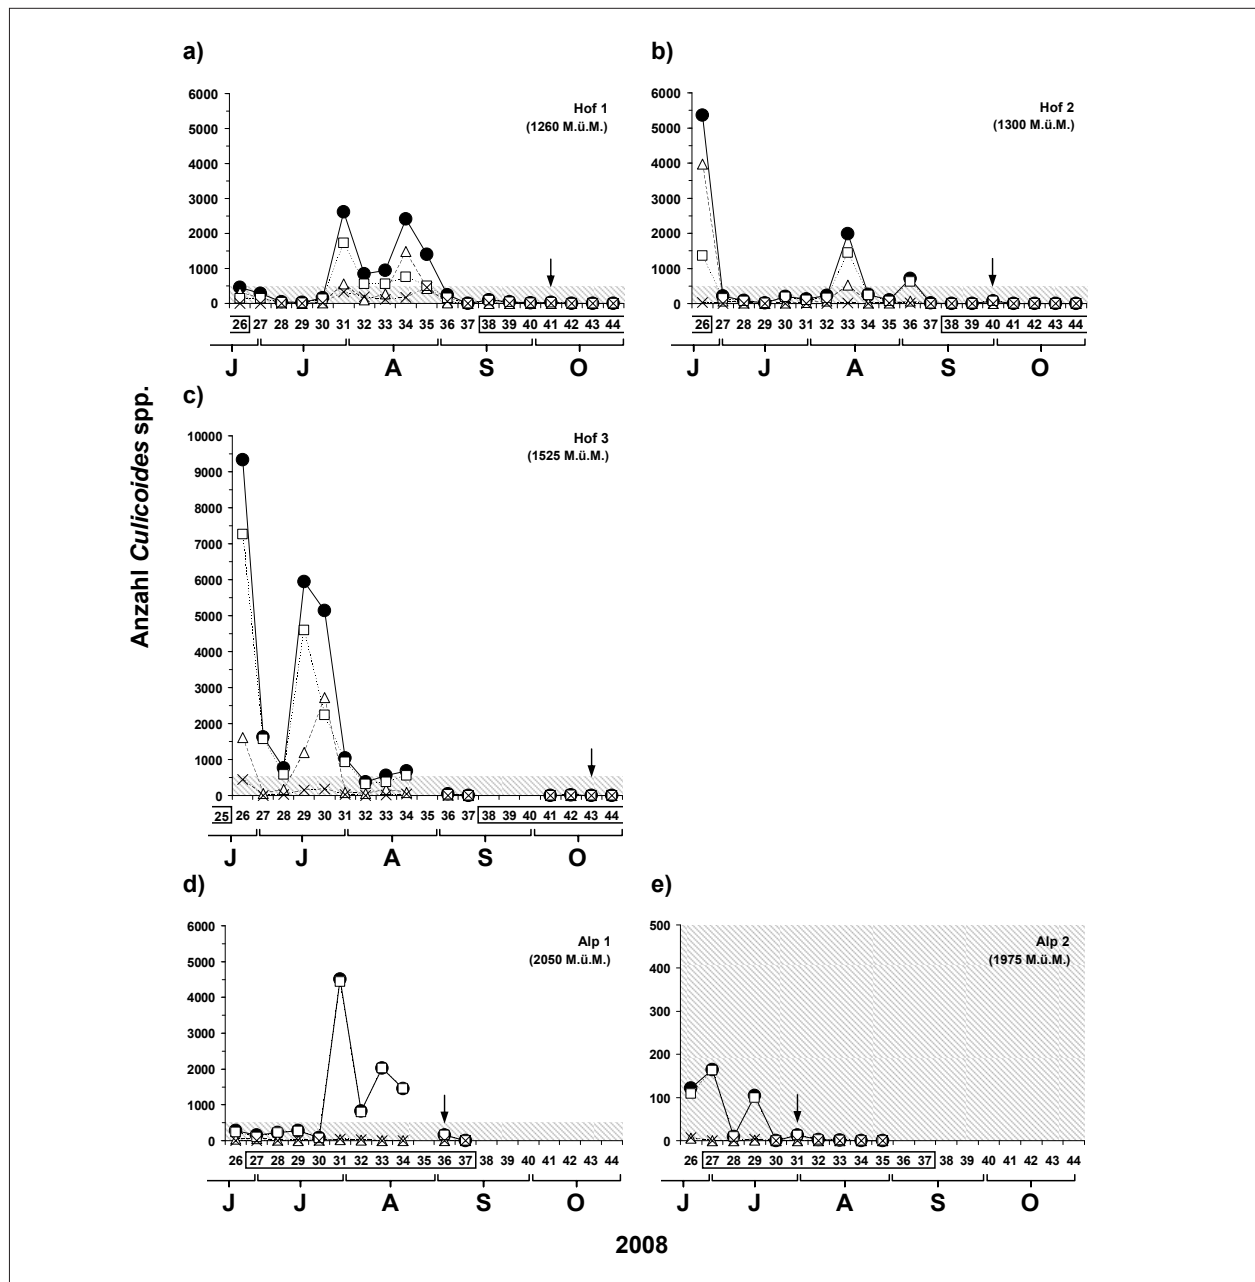 a)
6000
5000
4000
3000
2000
1000
0
Hof 1
(1260 M.ü.M.)
26 27 28 29 30 31 32 33 34 35 36 37 38 39 40 41 42 43 44
J J A S O
b)
6000
5000
4000
3000
2000
1000
0
Hof 2
(1300 M.ü.M.)
26 27 28 29 30 31 32 33 34 35 36 37 38 39 40 41 42 43 44
J J A S O
Anzahl Culicoides spp.
c)
10000
9000
8000
7000
6000
5000
4000
3000
2000
1000
0
Hof 3
(1525 M.ü.M.)
25 26 27 28 29 30 31 32 33 34 35 36 37 38 39 40 41 42 43 44
J J A S O
d)
6000
5000
4000
3000
2000
1000
0
Alp 1
(2050 M.ü.M.)
26 27 28 29 30 31 32 33 34 35 36 37 38 39 40 41 42 43 44
J J A S O
e)
500
400
300
200
100
0
Alp 2
(1975 M.ü.M.)
26 27 28 29 30 31 32 33 34 35 36 37 38 39 40 41 42 43 44
J J A S O
2008